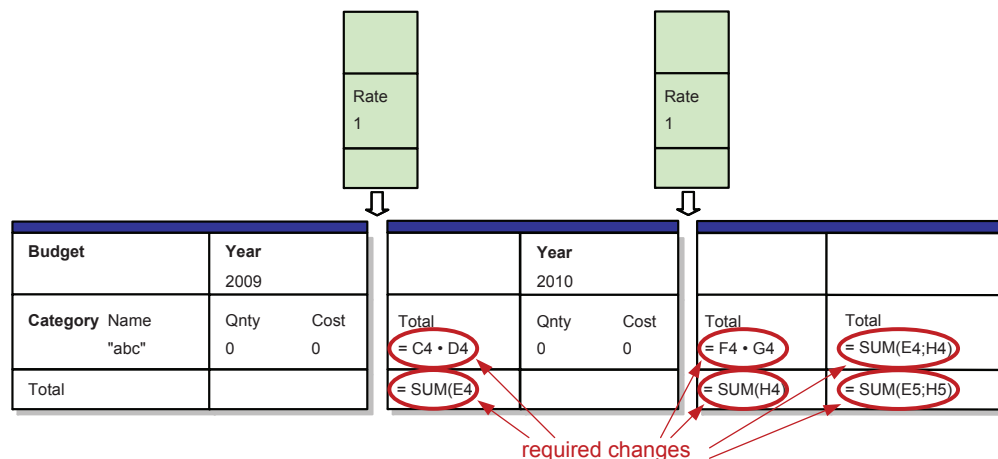 Rate Rate
1 1
Budget Year Year
2009 2010
Category Name Qnty Cost Total Qnty Cost Total Total
"abc" 0 0 = C4 • D4 0 0 = F4 • G4 = SUM(E4;H4)
Total = SUM(E4 = SUM(H4) = SUM(E5;H5)
required changes